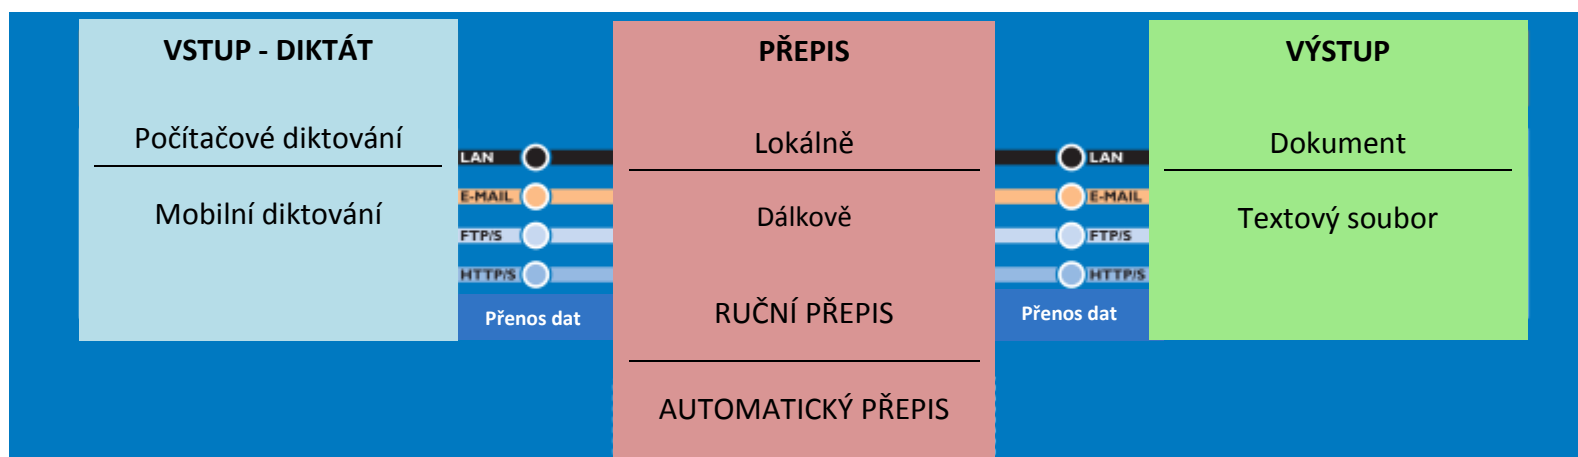 VSTUP - DIKTÁT
Počítačové diktování
Mobilní diktování
LAN
E-MAIL
FTP/S
HTTP/S
Přenos dat
PŘEPIS
Lokálně
Dálkově
RUČNÍ PŘEPIS
AUTOMATICKÝ PŘEPIS
LAN
E-MAIL
FTP/S
HTTP/S
Přenos dat
VÝSTUP
Dokument
Textový soubor